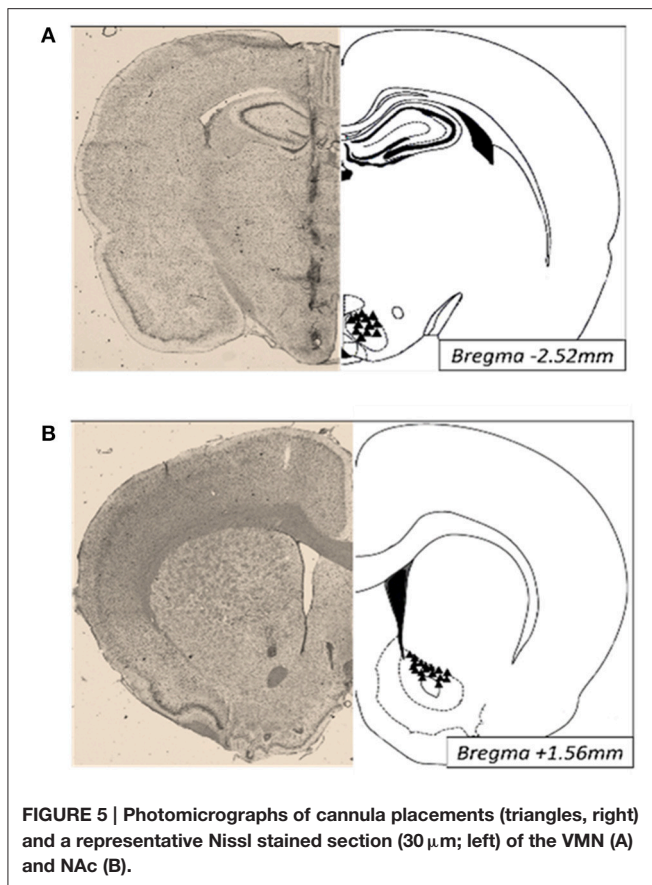 A
Bregma -2.52mm
B
Bregma +1.56mm
FIGURE 5 | Photomicrographs of cannula placements (triangles, right)
and a representative Nissl stained section (30 μm; left) of the VMN (A)
and NAc (B).